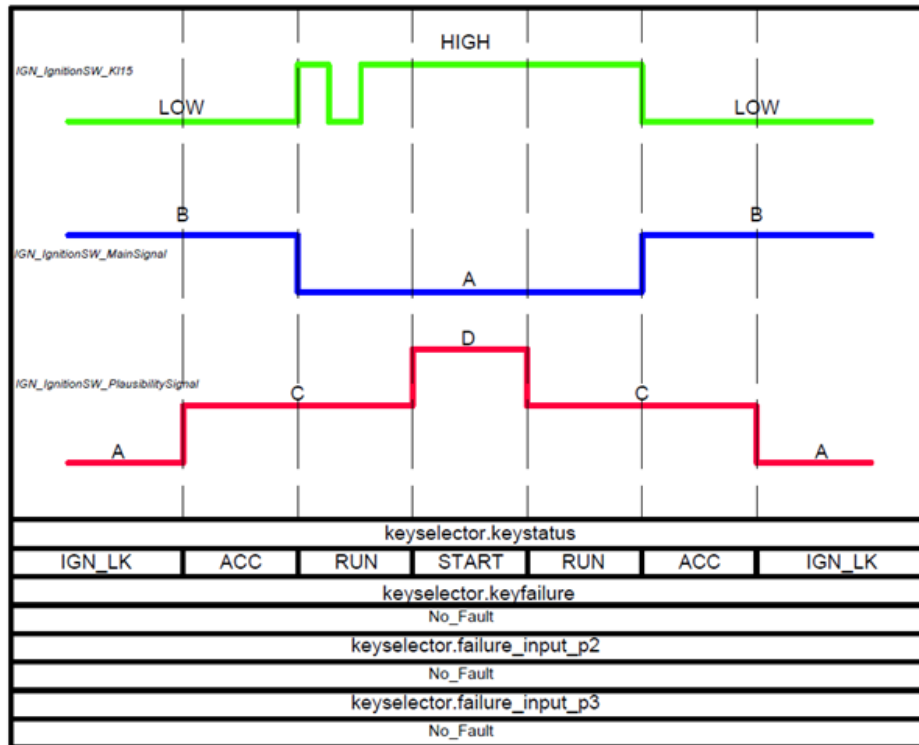 HIGH
IGN_IgnitionSW_Kl15
LOW LOW
B B
IGN_IgnitionSW_MainSignal
A
D
IGN_IgnitionSW_PlausibilitySignal
C C
A A
keyselector.keystatus
IGN_LK ACC RUN START RUN ACC IGN_LK
keyselector.keyfailure
No_Fault
keyselector.failure_input_p2
No_Fault
keyselector.failure_input_p3
No_Fault